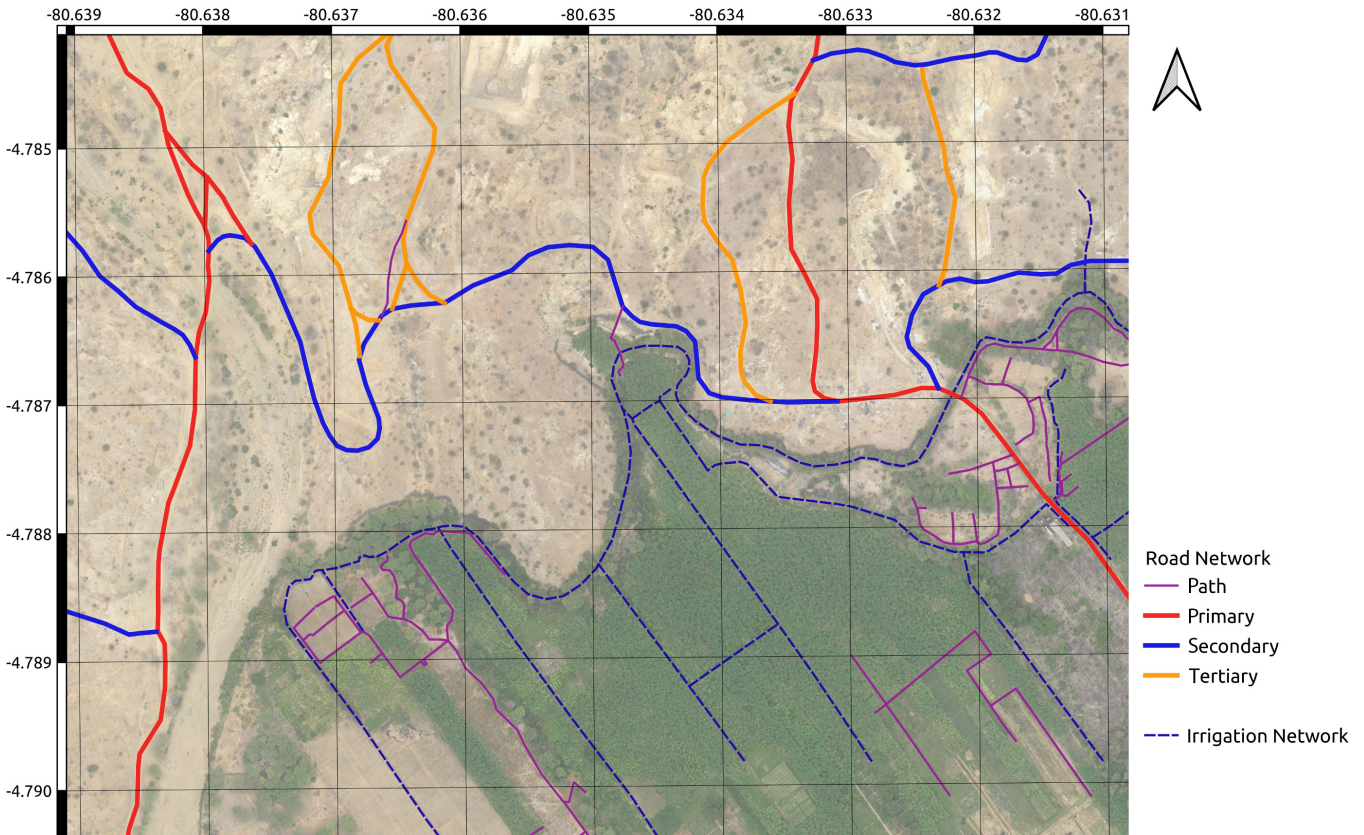 -80.639 -80.638 -80.637 -80.636 -80.635 -80.634 -80.633 -80.632 -80.631
-4.785
-4.786
-4.787
-4.788
-4.789
-4.790
Road Network
Path
Primary
Secondary
Tertiary
Irrigation Network